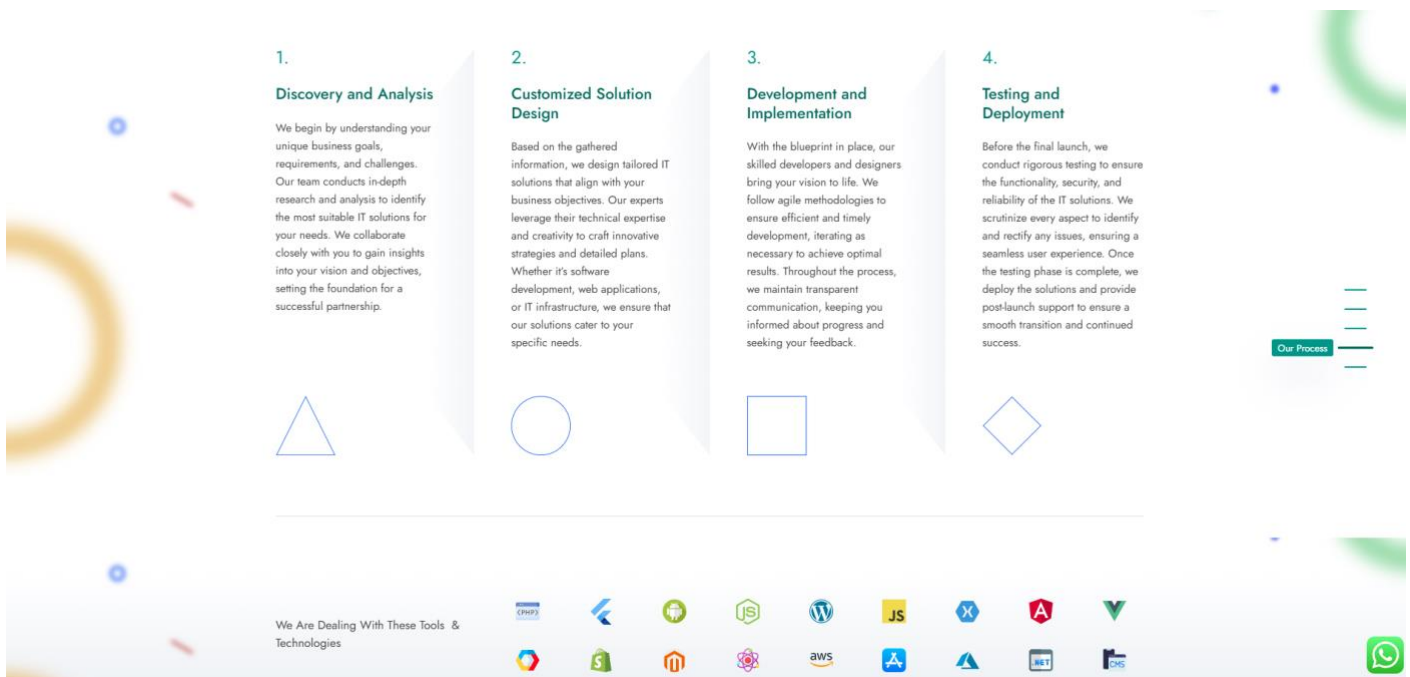 1.
Discovery and Analysis
We begin by understanding your
unique business goals,
requirements, and challenges.
Our team conducts in-depth
research and analysis to identify
the most suitable IT solutions for
your needs. We collaborate
closely with you to gain insights
into your vision and objectives,
setting the foundation for a
successful partnership.
2.
Customized Solution
Design
Based on the gathered
information, we design tailored IT
solutions that align with your
business objectives. Our experts
leverage their technical expertise
and creativity to craft innovative
strategies and detailed plans.
Whether it's software
development, web applications,
or IT infrastructure, we ensure that
our solutions cater to your
specific needs.
3.
Development and
Implementation
With the blueprint in place, our
skilled developers and designers
bring your vision to life. We
follow agile methodologies to
ensure efficient and timely
development, iterating as
necessary to achieve optimal
results. Throughout the process,
we maintain transparent
communication, keeping you
informed about progress and
seeking your feedback.
4.
Testing and
Deployment
Before the final launch, we
conduct rigorous testing to ensure
the functionality, security, and
reliability of the IT solutions. We
scrutinize every aspect to identify
and rectify any issues, ensuring a
seamless user experience. Once
the testing phase is complete, we
deploy the solutions and provide
post-launch support to ensure a
smooth transition and continued
success.
Our Process
We Are Dealing With These Tools &
Technologies
<PHP>
JS
W
JS
X
A
S
aws
.NET
CMS